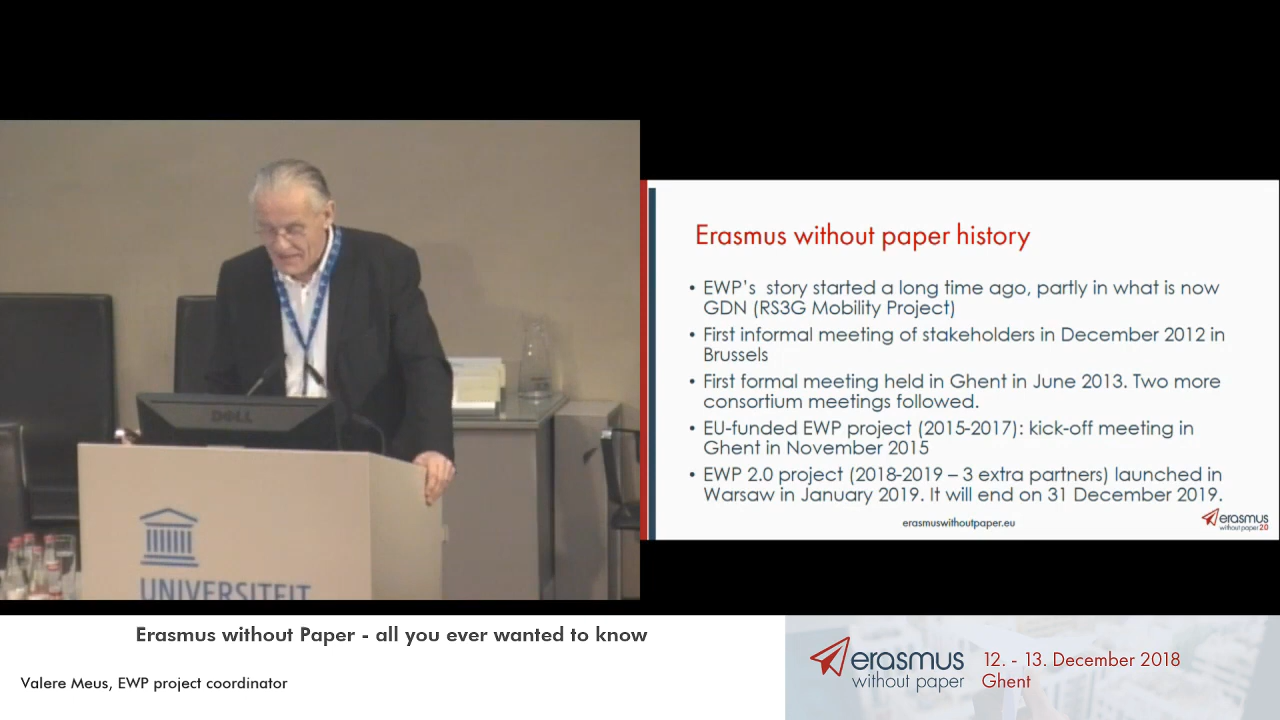 Erasmus without paper history
• EWP's story started a long time ago, partly in what is now
GDN (RS3G Mobility Project)
• First informal meeting of stakeholders in December 2012 in
Brussels
• First formal meeting held in Ghent in June 2013. Two more
consortium meetings followed.
• EU-funded EWP project (2015-2017): kick-off meeting in
Ghent in November 2015
• EWP 2.0 project (2018-2019 – 3 extra partners) launched in
Warsaw in January 2019. It will end on 31 December 2019.
erasmuswithoutpaper.eu
erasmus
without paper 2.0
DELL
UNIVERSITEIT
Erasmus without Paper - all you ever wanted to know
Valere Meus, EWP project coordinator
erasmus
without paper
12. - 13. December 2018
Ghent